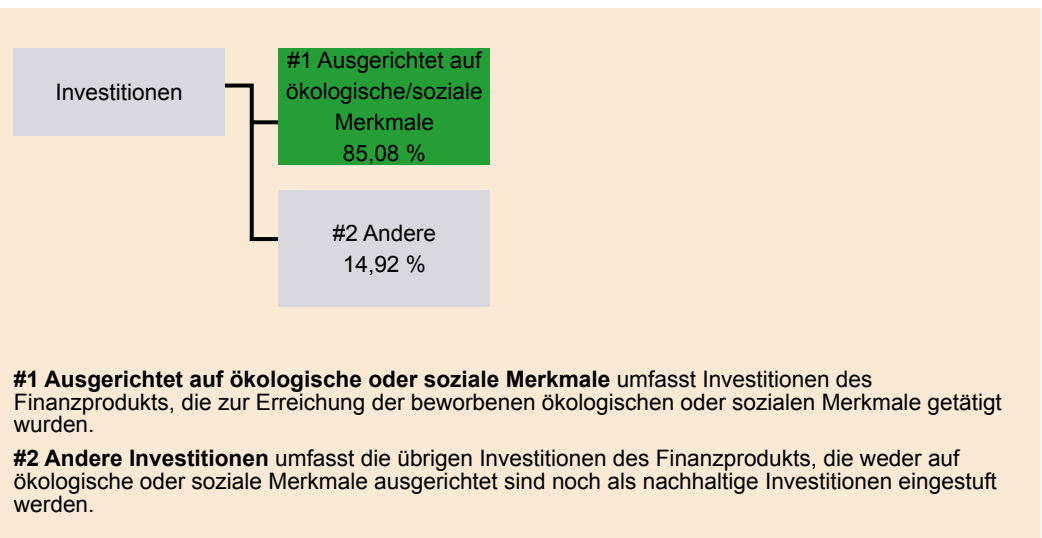 Investitionen
#1 Ausgerichtet auf
ökologische/soziale
Merkmale
85,08 %
#2 Andere
14,92 %
#1 Ausgerichtet auf ökologische oder soziale Merkmale umfasst Investitionen des
Finanzprodukts, die zur Erreichung der beworbenen ökologischen oder sozialen Merkmale getätigt
wurden.
#2 Andere Investitionen umfasst die übrigen Investitionen des Finanzprodukts, die weder auf
ökologische oder soziale Merkmale ausgerichtet sind noch als nachhaltige Investitionen eingestuft
werden.